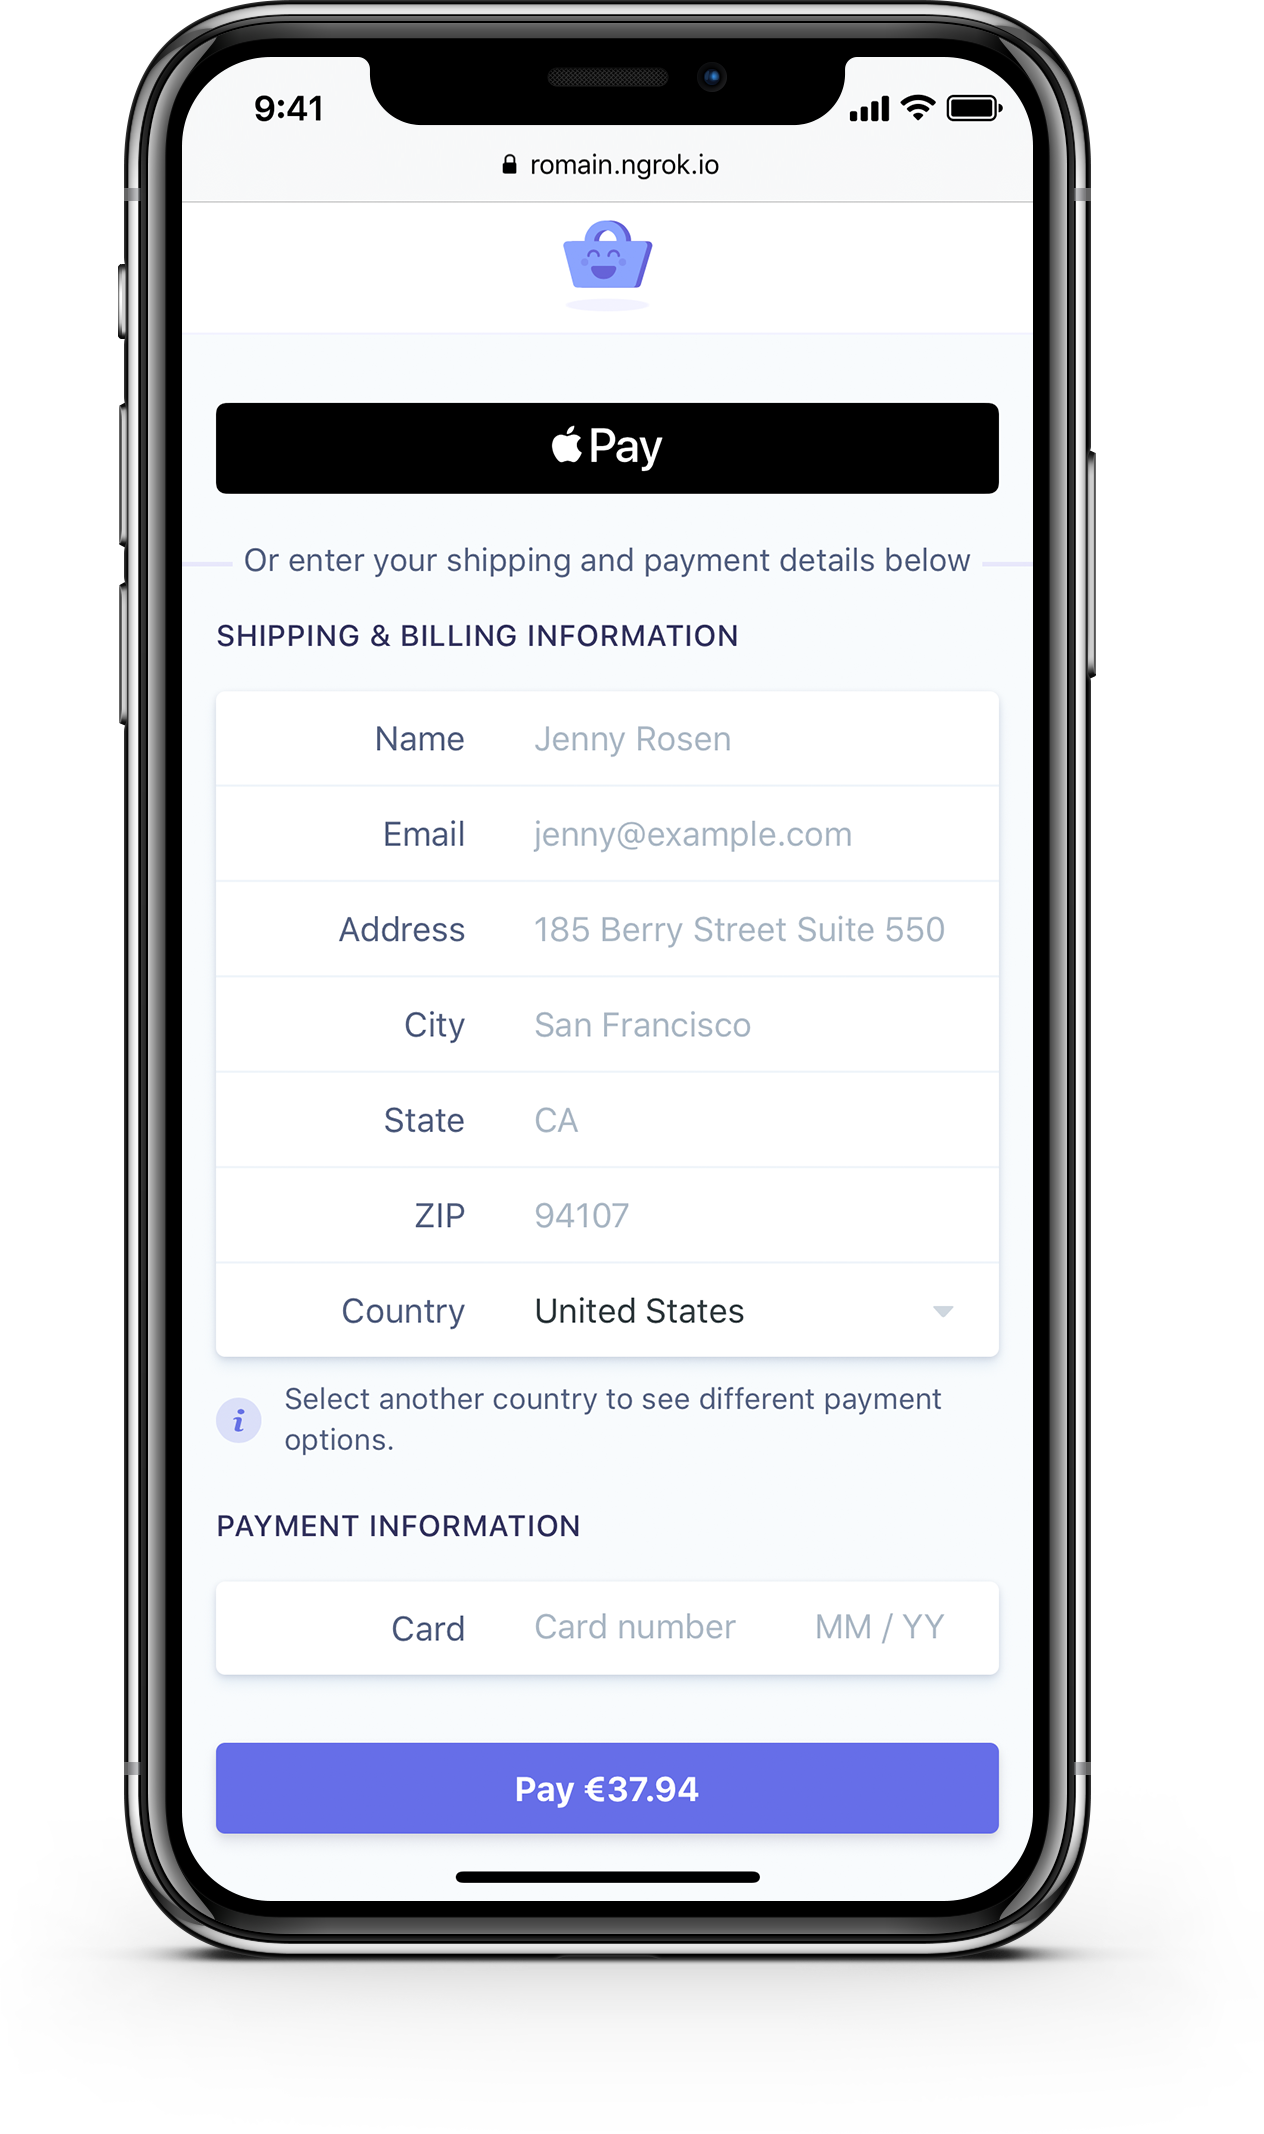 9:41
romain.ngrok.io
Pay
Or enter your shipping and payment details below
SHIPPING & BILLING INFORMATION
Name Jenny Rosen
Email jenny@example.com
Address 185 Berry Street Suite 550
City San Francisco
State CA
ZIP 94107
Country United States
i Select another country to see different payment
options.
PAYMENT INFORMATION
Card Card number MM / YY
Pay €37.94